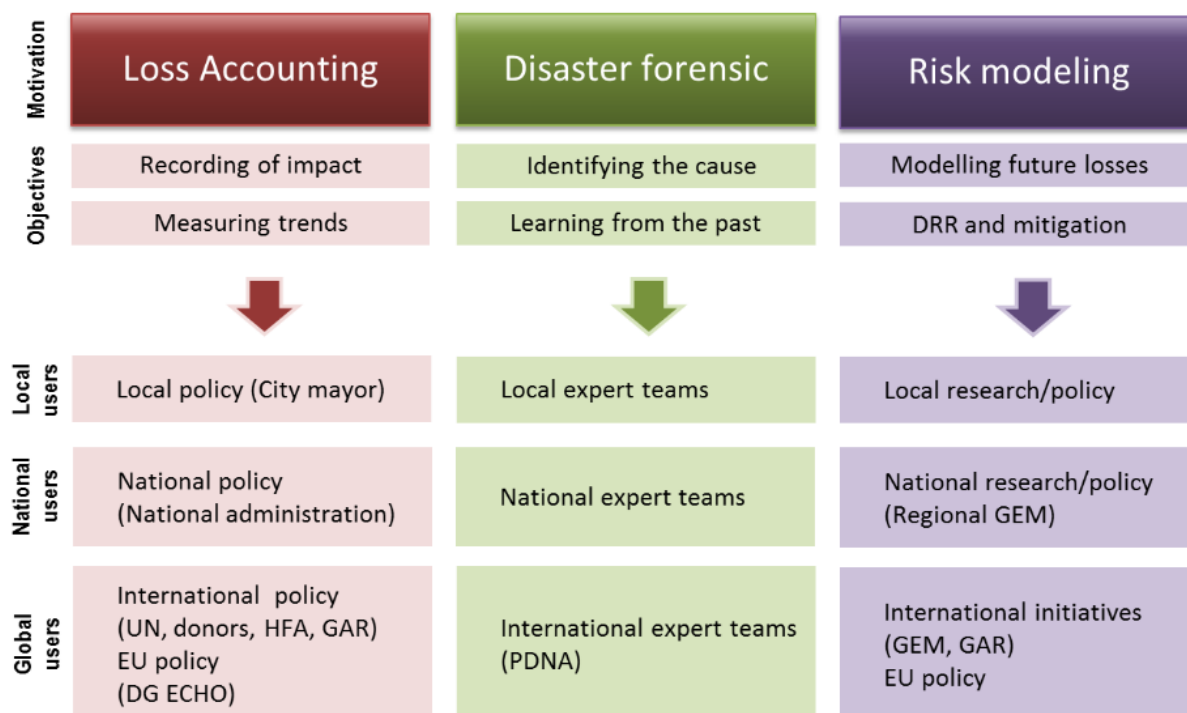 Motivation
Loss Accounting
Disaster forensic
Risk modeling
Objectives
Recording of impact
Identifying the cause
Modelling future losses
Measuring trends
Learning from the past
DRR and mitigation
Local
users
Local policy (City mayor)
Local expert teams
Local research/policy
National
users
National policy
(National administration)
National expert teams
National research/policy
(Regional GEM)
Global
users
International policy
(UN, donors, HFA, GAR)
EU policy
(DG ECHO)
International expert teams
(PDNA)
International initiatives
(GEM, GAR)
EU policy